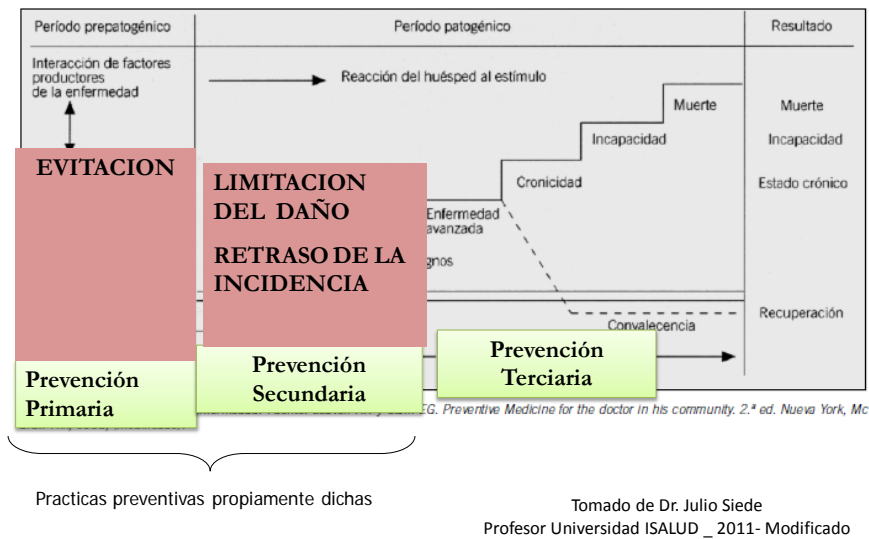 Período prepatogénico
Período patogénico
Resultado
Interacción de factores
productores
de la enfermedad
Reacción del huésped al estímulo
Muerte
Muerte
Incapacidad
Incapacidad
EVITACION
LIMITACION
DEL DAÑO
RETRASO DE LA
INCIDENCIA
Cronicidad
Estado crónico
Enfermedad
avanzada
gnos
Recuperación
Convalecencia
Prevención
Primaria
Prevención
Secundaria
Prevención
Terciaria
EG. Preventive Medicine for the doctor in his community. 2.ª ed. Nueva York, Mc
Practicas preventivas propiamente dichas
Tomado de Dr. Julio Siede
Profesor Universidad ISALUD _ 2011- Modificado